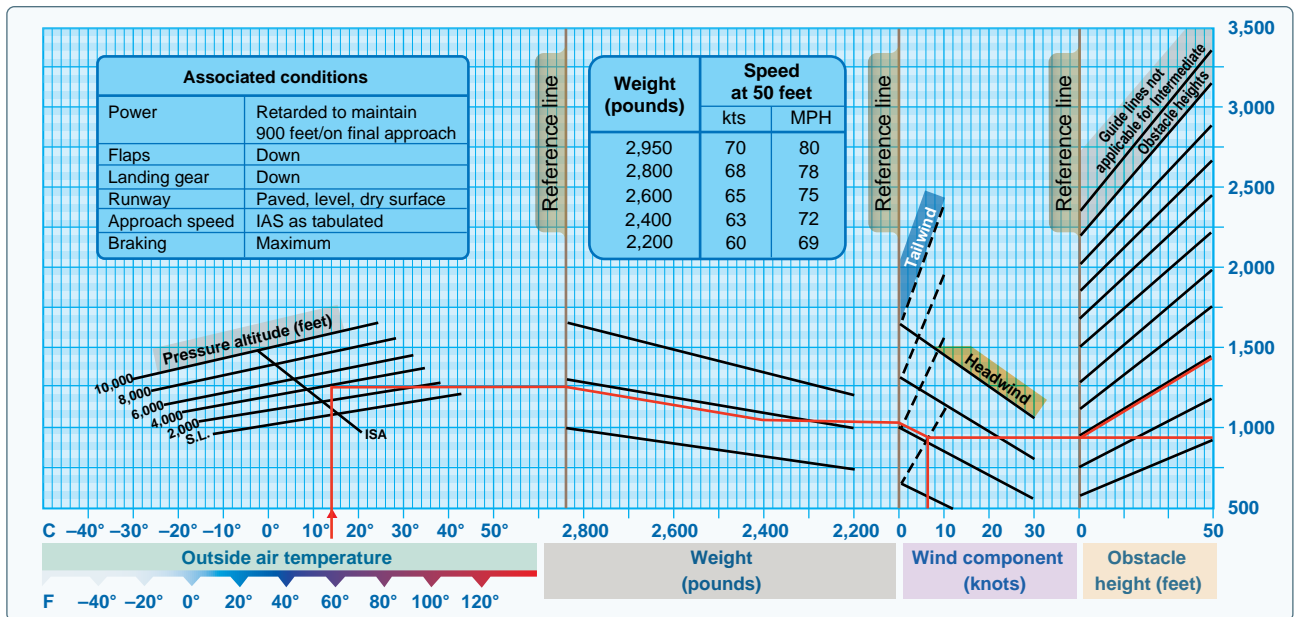 Associated conditions
Power Retarded to maintain
900 feet/on final approach
Flaps Down
Landing gear Down
Runway Paved, level, dry surface
Approach speed IAS as tabulated
Braking Maximum
Reference line
Weight
(pounds)
Speed
at 50 feet
kts MPH
2,950 70 80
2,800 68 78
2,600 65 75
2,400 63 72
2,200 60 69
Reference line
Reference line
Guide lines not
applicable for Intermediate
Obstacle heights
Tailwind
Headwind
Pressure altitude (feet)
10,000
8,000
6,000
4,000
2,000
S.L.
ISA
3,500
3,000
2,500
2,000
1,500
1,000
500
C –40° –30° –20° –10° 0° 10° 20° 30° 40° 50° 2,800 2,600 2,400 2,200 0 10 20 30 0 50
Outside air temperature
F –40° –20° 0° 20° 40° 60° 80° 100° 120°
Weight
(pounds)
Wind component
(knots)
Obstacle
height (feet)